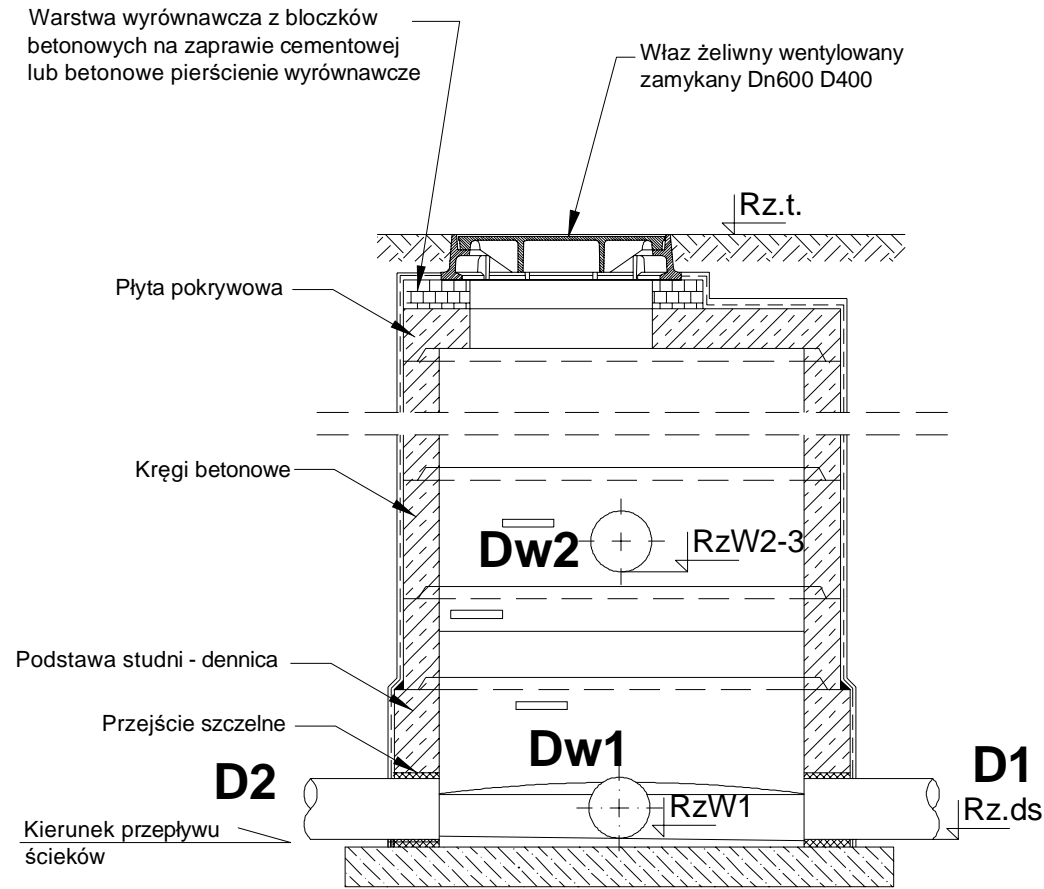 Warstwa wyrównawcza z bloczków
betonowych na zaprawie cementowej
lub betonowe pierścienie wyrównawcze
Właz żeliwny wentylowany
zamykany Dn600 D400
Rz.t.
Płyta pokrywowa
Kręgi betonowe
Dw2
RzW2-3
Podstawa studni - dennica
Przejście szczelne
Dw1
D2
D1
RzW1
Rz.ds
Kierunek przepływu
ścieków